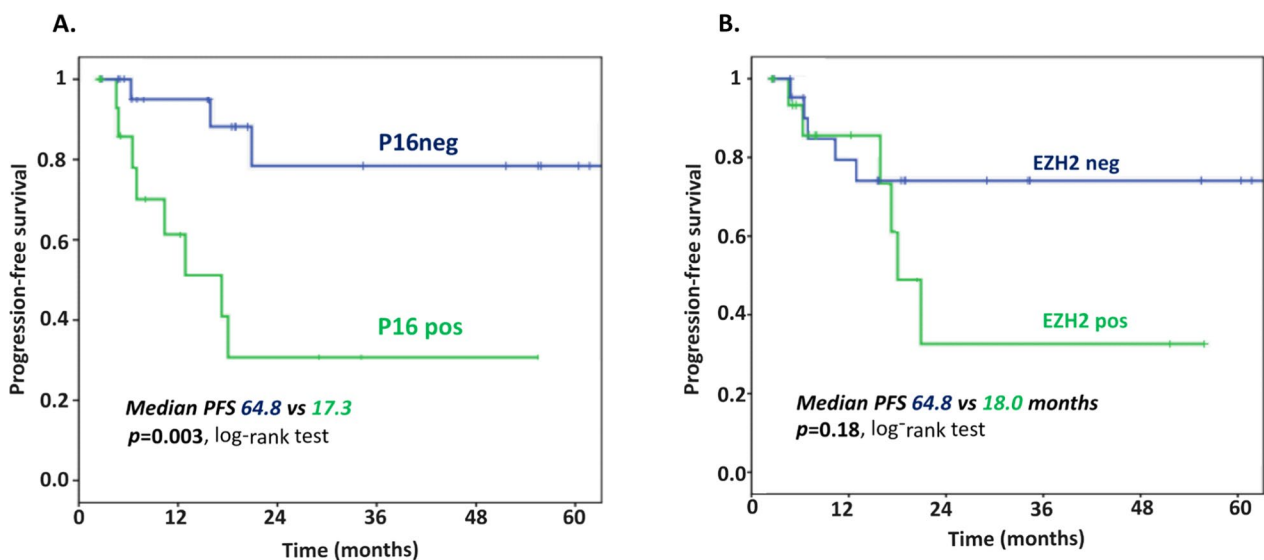 A.
Progression-free survival
1
0.8
0.6
0.4
0.2
0.0
P16neg
P16 pos
Median PFS 64.8 vs 17.3
p=0.003, log-rank test
0 12 24 36 48 60
Time (months)
B.
Progression-free survival
1
0.8
0.6
0.4
0.2
0.0
EZH2 neg
EZH2 pos
Median PFS 64.8 vs 18.0 months
p=0.18, log-rank test
0 12 24 36 48 60
Time (months)